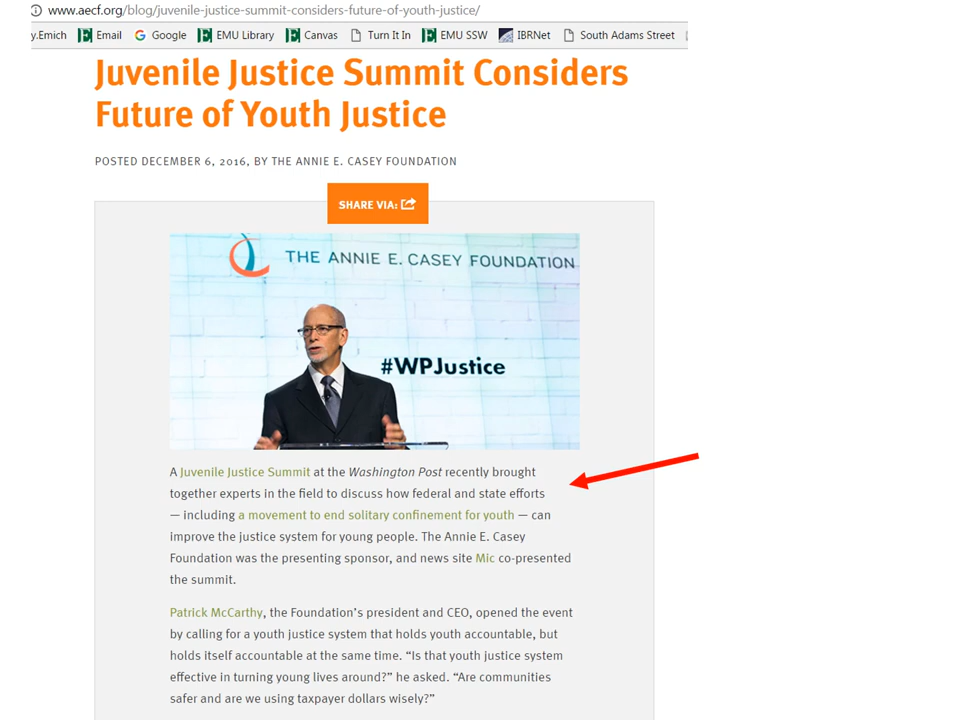 www.aecf.org/blog/juvenile-justice-summit-considers-future-of-youth-justice/
y.Emich Email Google EMU Library Canvas Turn It In EMU SSW IBRNet South Adams Street
Juvenile Justice Summit Considers
Future of Youth Justice
POSTED DECEMBER 6, 2016, BY THE ANNIE E. CASEY FOUNDATION
SHARE VIA:
THE ANNIE E. CASEY FOUNDATION
#WPJustice
A Juvenile Justice Summit at the Washington Post recently brought
together experts in the field to discuss how federal and state efforts
— including a movement to end solitary confinement for youth — can
improve the justice system for young people. The Annie E. Casey
Foundation was the presenting sponsor, and news site Mic co-presented
the summit.
Patrick McCarthy, the Foundation's president and CEO, opened the event
by calling for a youth justice system that holds youth accountable, but
holds itself accountable at the same time. “Is that youth justice system
effective in turning young lives around?” he asked. “Are communities
safer and are we using taxpayer dollars wisely?”